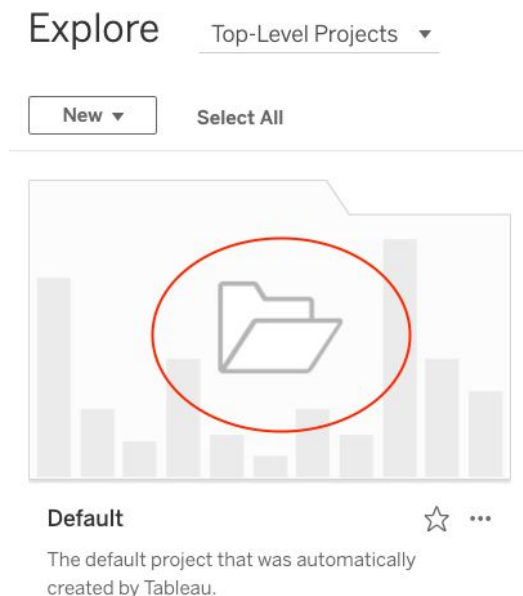 Explore
Top-Level Projects
New
Select All
Default
The default project that was automatically
created by Tableau.